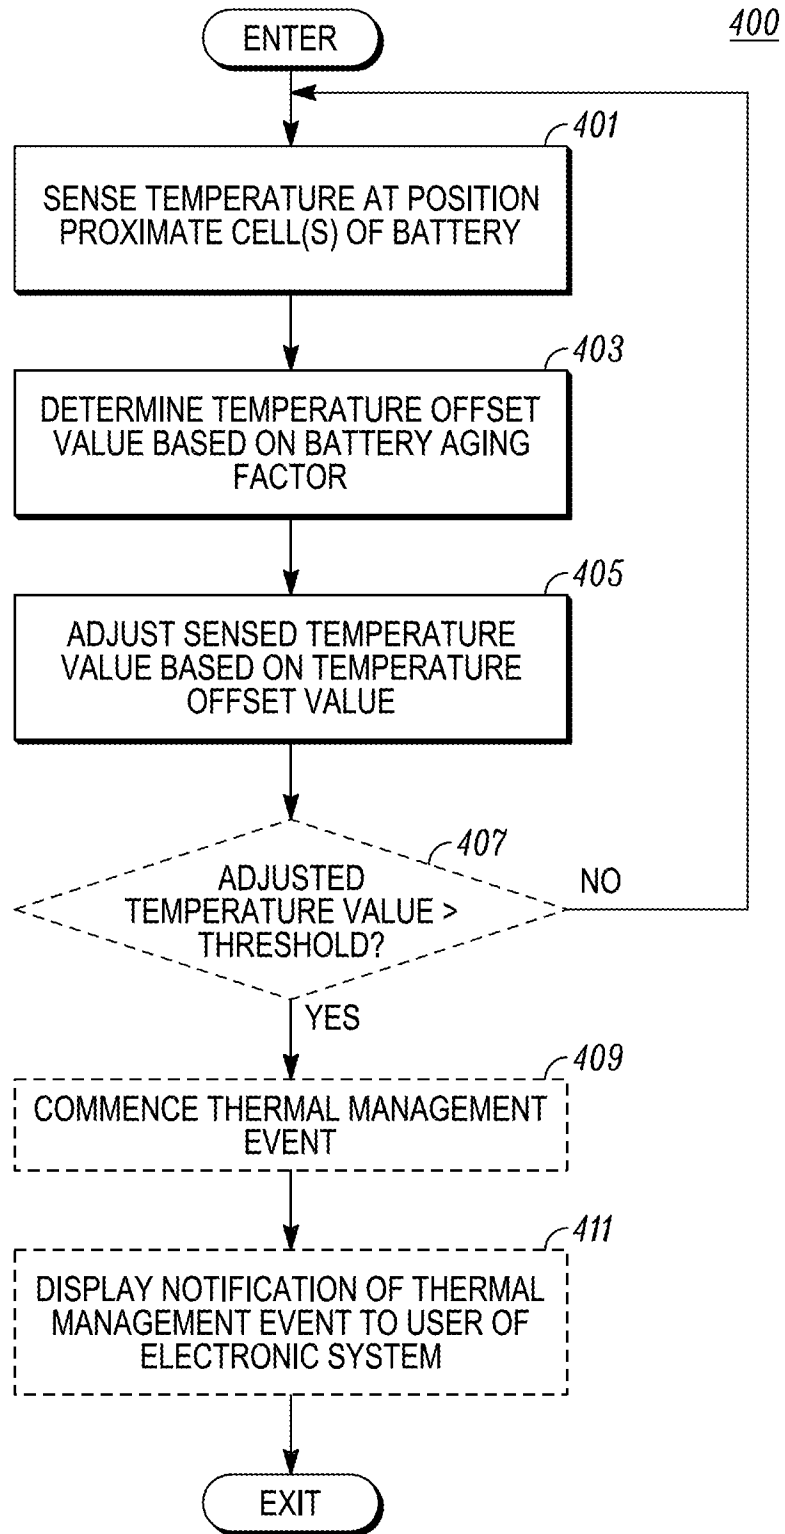 400
ENTER
401
SENSE TEMPERATURE AT POSITION
PROXIMATE CELL(S) OF BATTERY
403
DETERMINE TEMPERATURE OFFSET
VALUE BASED ON BATTERY AGING
FACTOR
405
ADJUST SENSED TEMPERATURE
VALUE BASED ON TEMPERATURE
OFFSET VALUE
407
ADJUSTED
TEMPERATURE VALUE >
THRESHOLD?
NO
YES
409
COMMENCE THERMAL MANAGEMENT
EVENT
411
DISPLAY NOTIFICATION OF THERMAL
MANAGEMENT EVENT TO USER OF
ELECTRONIC SYSTEM
EXIT